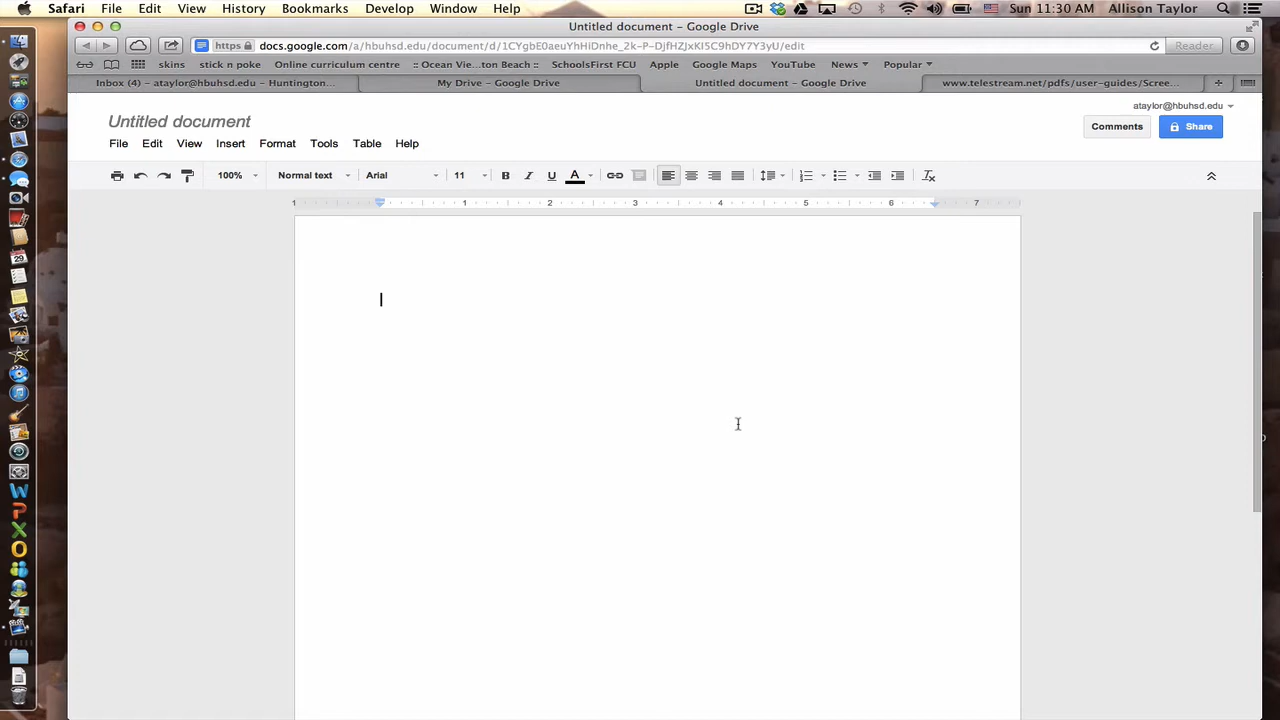 Safari File Edit View History Bookmarks Develop Window Help Sun 11:30 AM Allison Taylor
Untitled document – Google Drive
https docs.google.com/a/hbuhsd.edu/document/d/1CYgbE0aeuYhHiDnhe_2k-P-DjfHZJxKI5C9hDY7Y3yU/edit Reader
skins stick n poke Online curriculum centre :: Ocean Vie...ton Beach :: SchoolsFirst FCU Apple Google Maps YouTube News Popular
Inbox (4) – ataylor@hbuhsd.edu – Huntington... My Drive – Google Drive Untitled document – Google Drive www.telestream.net/pdfs/user-guides/Scree...
ataylor@hbuhsd.edu
Untitled document
Comments Share
File Edit View Insert Format Tools Table Help
100% Normal text Arial 11 B I U A
1 1 2 3 4 5 6 7
29